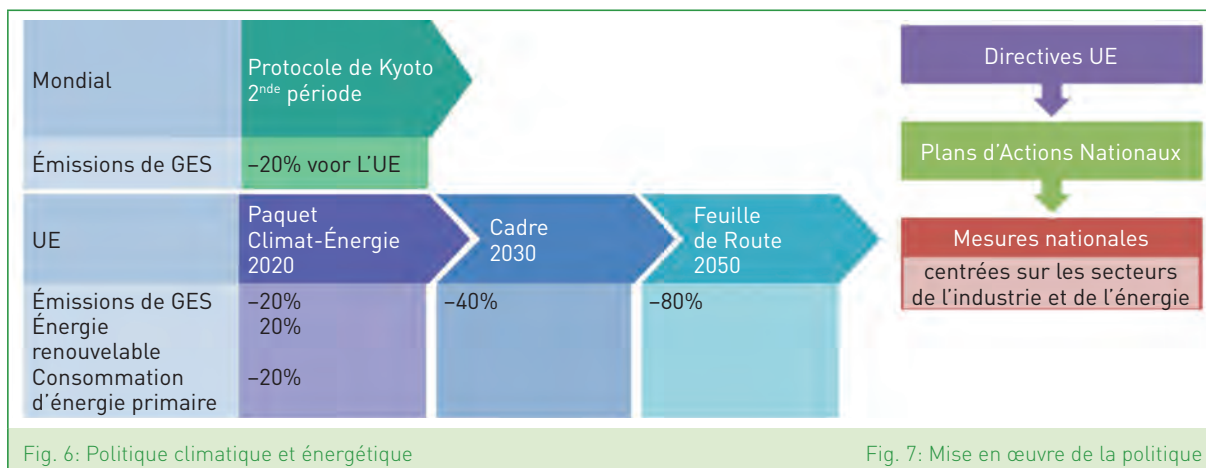 Mondial
Protocole de Kyoto
2nde période
Émissions de GES
–20% voor L'UE
UE
Paquet
Climat-Énergie
2020
Cadre
2030
Feuille
de Route
2050
Émissions de GES
–20%
–40%
–80%
Énergie
renouvelable
20%
Consommation
d'énergie primaire
–20%
Fig. 6: Politique climatique et énergétique
Directives UE
Plans d'Actions Nationaux
Mesures nationales
centrées sur les secteurs
de l'industrie et de l'énergie
Fig. 7: Mise en œuvre de la politique